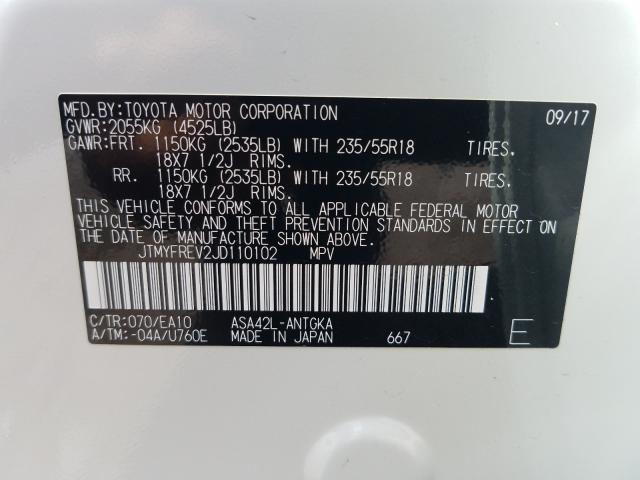 MFD.BY:TOYOTA MOTOR CORPORATION 09/17
GVWR:2055KG (4525LB)
GAWR:FRT. 1150KG (2535LB) WITH 235/55R18 TIRES,
18X7 1/2J RIMS.
RR. 1150KG (2535LB) WITH 235/55R18 TIRES,
18X7 1/2J RIMS.
THIS VEHICLE CONFORMS TO ALL APPLICABLE FEDERAL MOTOR
VEHICLE SAFETY AND THEFT PREVENTION STANDARDS IN EFFECT ON
THE DATE OF MANUFACTURE SHOWN ABOVE.
JTMYFREV2JD110102 MPV
C/TR:070/EA10 ASA42L-ANTGKA
A/TM:-04A/U760E MADE IN JAPAN 667 E